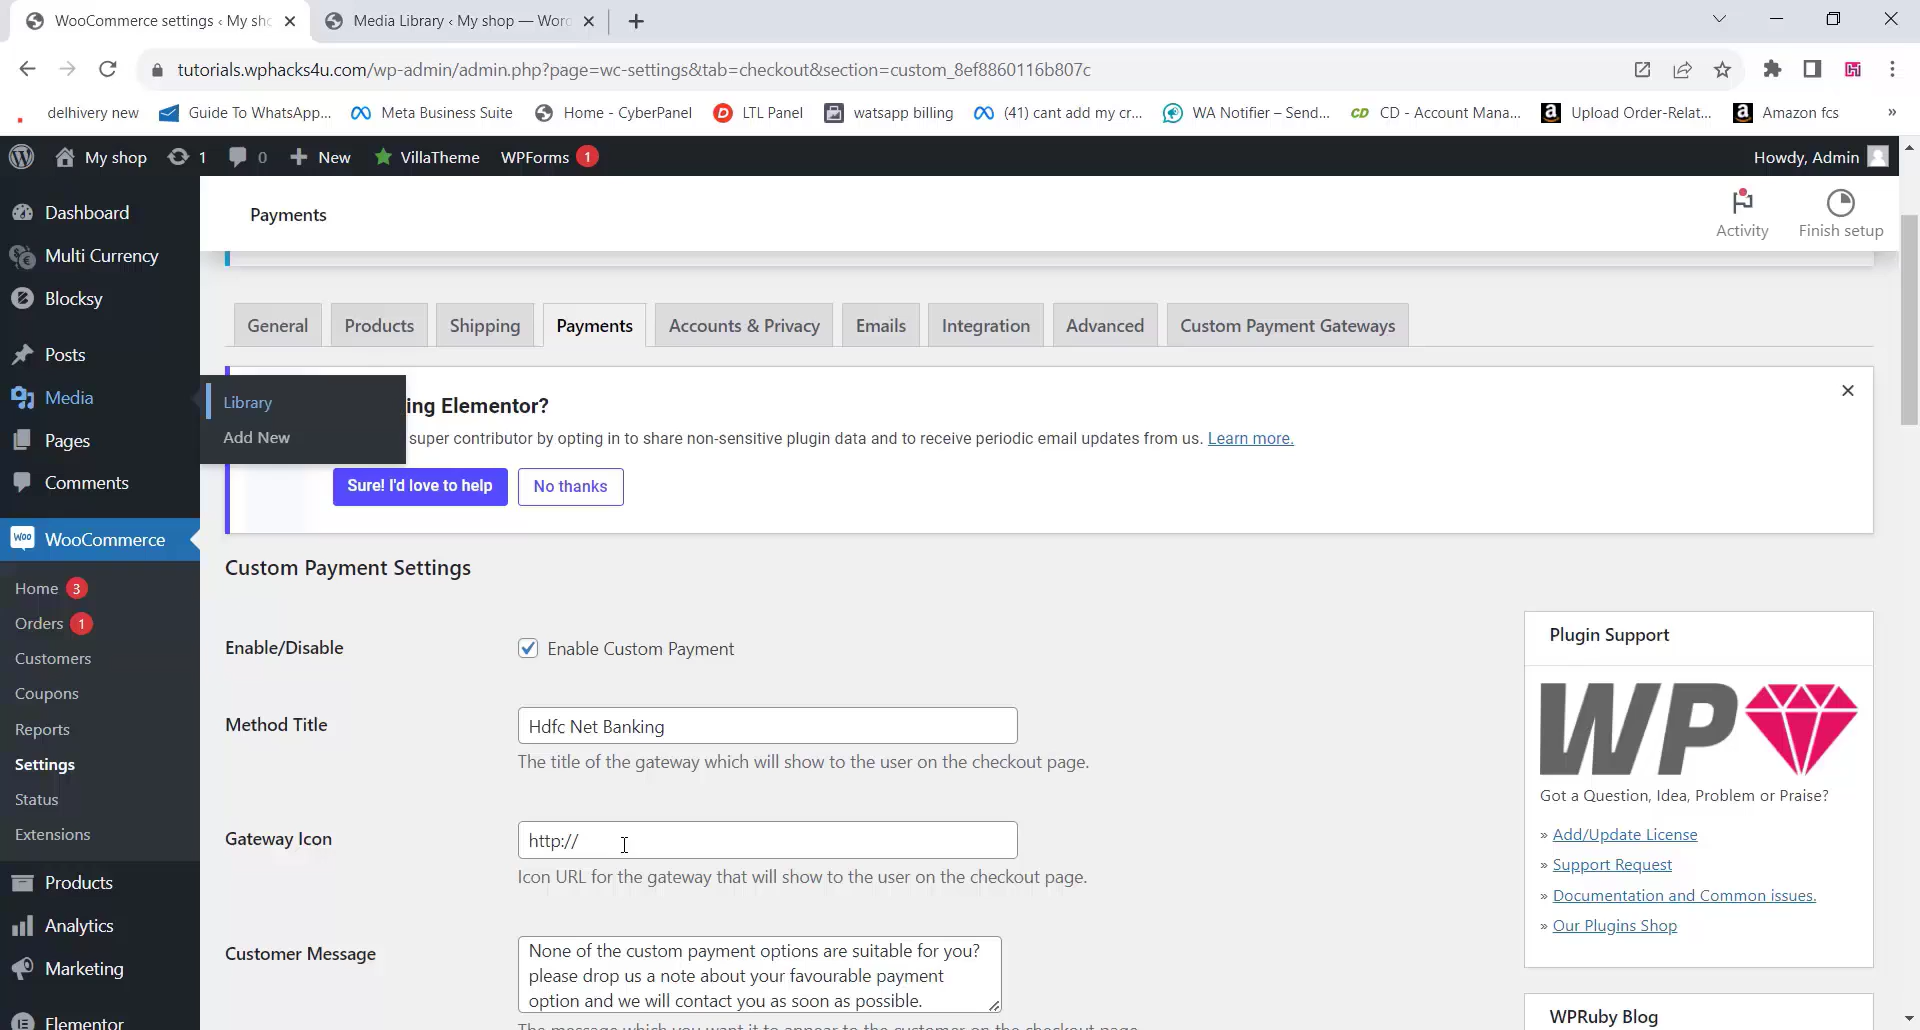 WooCommerce settings ‹ My sho
Media Library ‹ My shop — Word
tutorials.wphacks4u.com/wp-admin/admin.php?page=wc-settings&tab=checkout&section=custom_8ef8860116b807c
delhivery new
Guide To WhatsApp...
Meta Business Suite
Home - CyberPanel
LTL Panel
watsapp billing
(41) cant add my cr...
WA Notifier – Send...
CD - Account Mana...
Upload Order-Relat...
Amazon fcs
»
My shop
1
0
New
VillaTheme
WPForms 1
Howdy, Admin
Payments
Activity
Finish setup
Dashboard
Multi Currency
Blocksy
Posts
Media
Library
Add New
Pages
Comments
WooCommerce
Home 3
Orders 1
Customers
Coupons
Reports
Settings
Status
Extensions
Products
Analytics
Marketing
Elementor
General
Products
Shipping
Payments
Accounts & Privacy
Emails
Integration
Advanced
Custom Payment Gateways
ing Elementor?
super contributor by opting in to share non-sensitive plugin data and to receive periodic email updates from us. Learn more.
Sure! I'd love to help
No thanks
Custom Payment Settings
Enable/Disable
Enable Custom Payment
Method Title
Hdfc Net Banking
The title of the gateway which will show to the user on the checkout page.
Gateway Icon
http://
Icon URL for the gateway that will show to the user on the checkout page.
Customer Message
None of the custom payment options are suitable for you?
please drop us a note about your favourable payment
option and we will contact you as soon as possible.
The message which you want it to appear to the customer on the checkout page.
Plugin Support
WP
Got a Question, Idea, Problem or Praise?
» Add/Update License
» Support Request
» Documentation and Common issues.
» Our Plugins Shop
WPRuby Blog